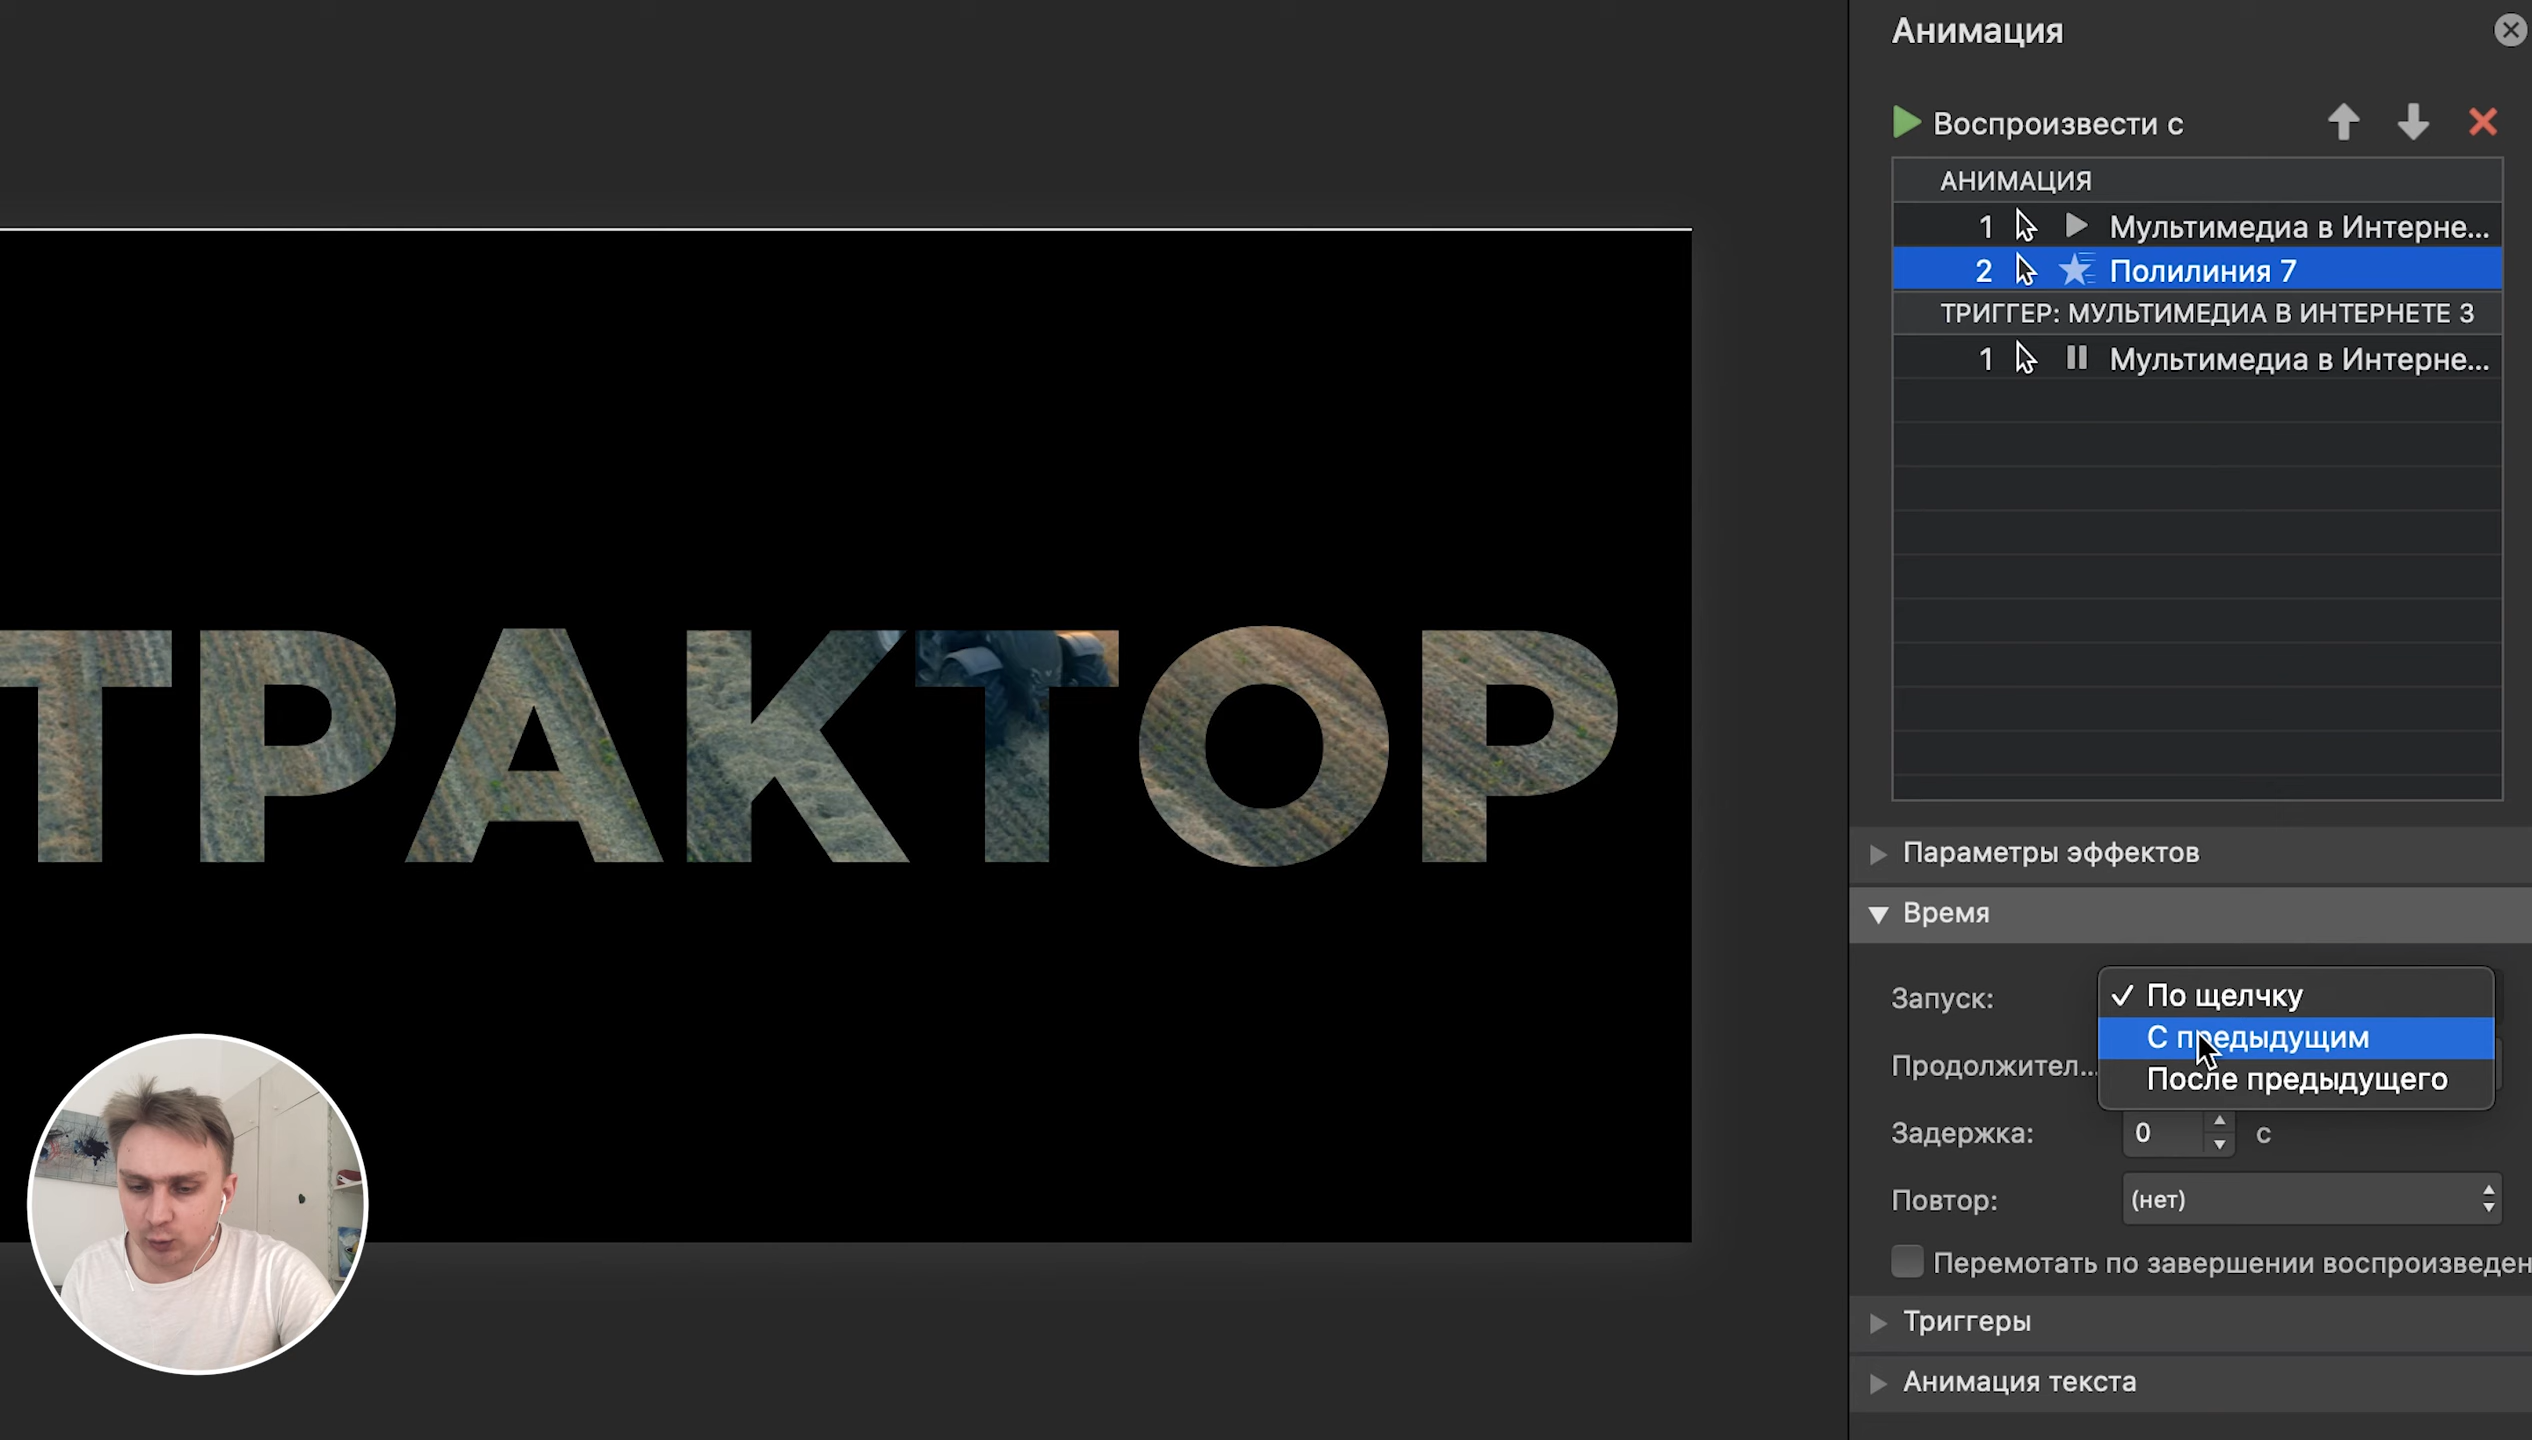 Анимация
Воспроизвести с
АНИМАЦИЯ
1 Мультимедиа в Интерне...
2 Полилиния 7
ТРИГГЕР: МУЛЬТИМЕДИА В ИНТЕРНЕТЕ 3
1 Мультимедиа в Интерне...
ТРАКТОР
Параметры эффектов
Время
Запуск:
✓ По щелчку
С предыдущим
После предыдущего
Продолжител...
Задержка: 0 с
Повтор: (нет)
Перемотать по завершении воспроизведен
Триггеры
Анимация текста